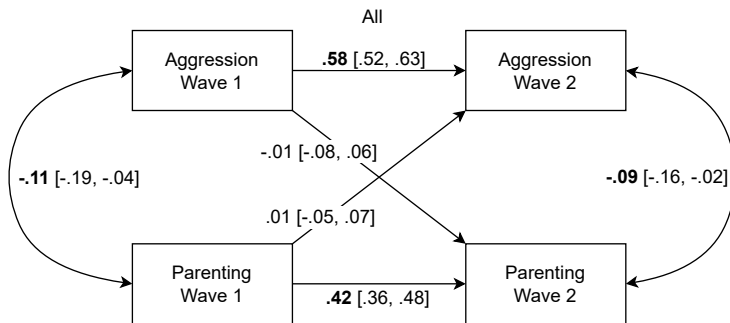 All
Aggression
Wave 1
.58 [.52, .63]
Aggression
Wave 2
-.01 [-.08, .06]
-.11 [-.19, -.04]
-.09 [-.16, -.02]
.01 [-.05, .07]
Parenting
Wave 1
.42 [.36, .48]
Parenting
Wave 2